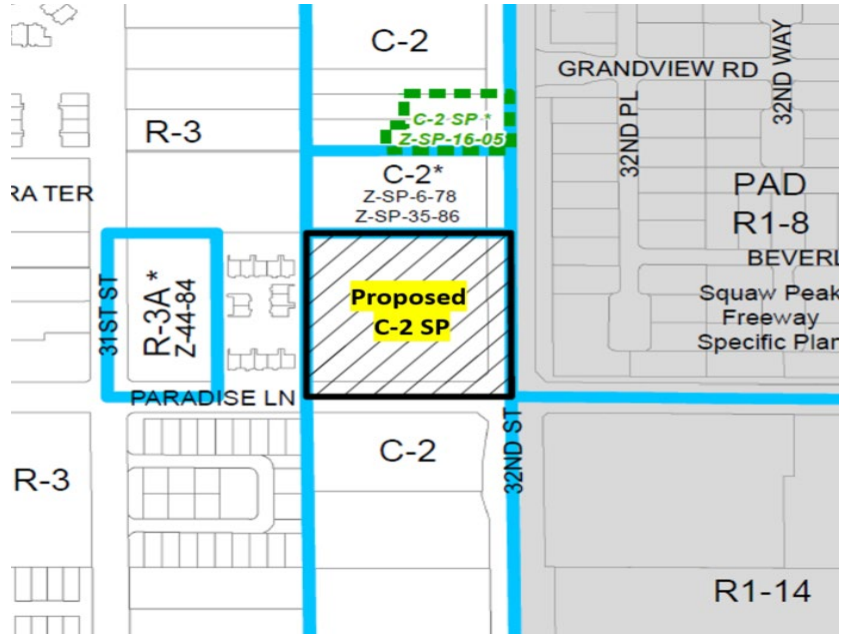 C-2
GRANDVIEW RD
32ND WAY
C-2 SP *
Z-SP-16-05
R-3
32ND PL
C-2*
Z-SP-6-78
Z-SP-35-86
RA TER
PAD
R1-8
BEVERL
31ST ST
R-3A*
Z-44-84
Proposed
C-2 SP
Squaw Peak
Freeway
Specific Plan
PARADISE LN
32ND ST
C-2
R-3
R1-14